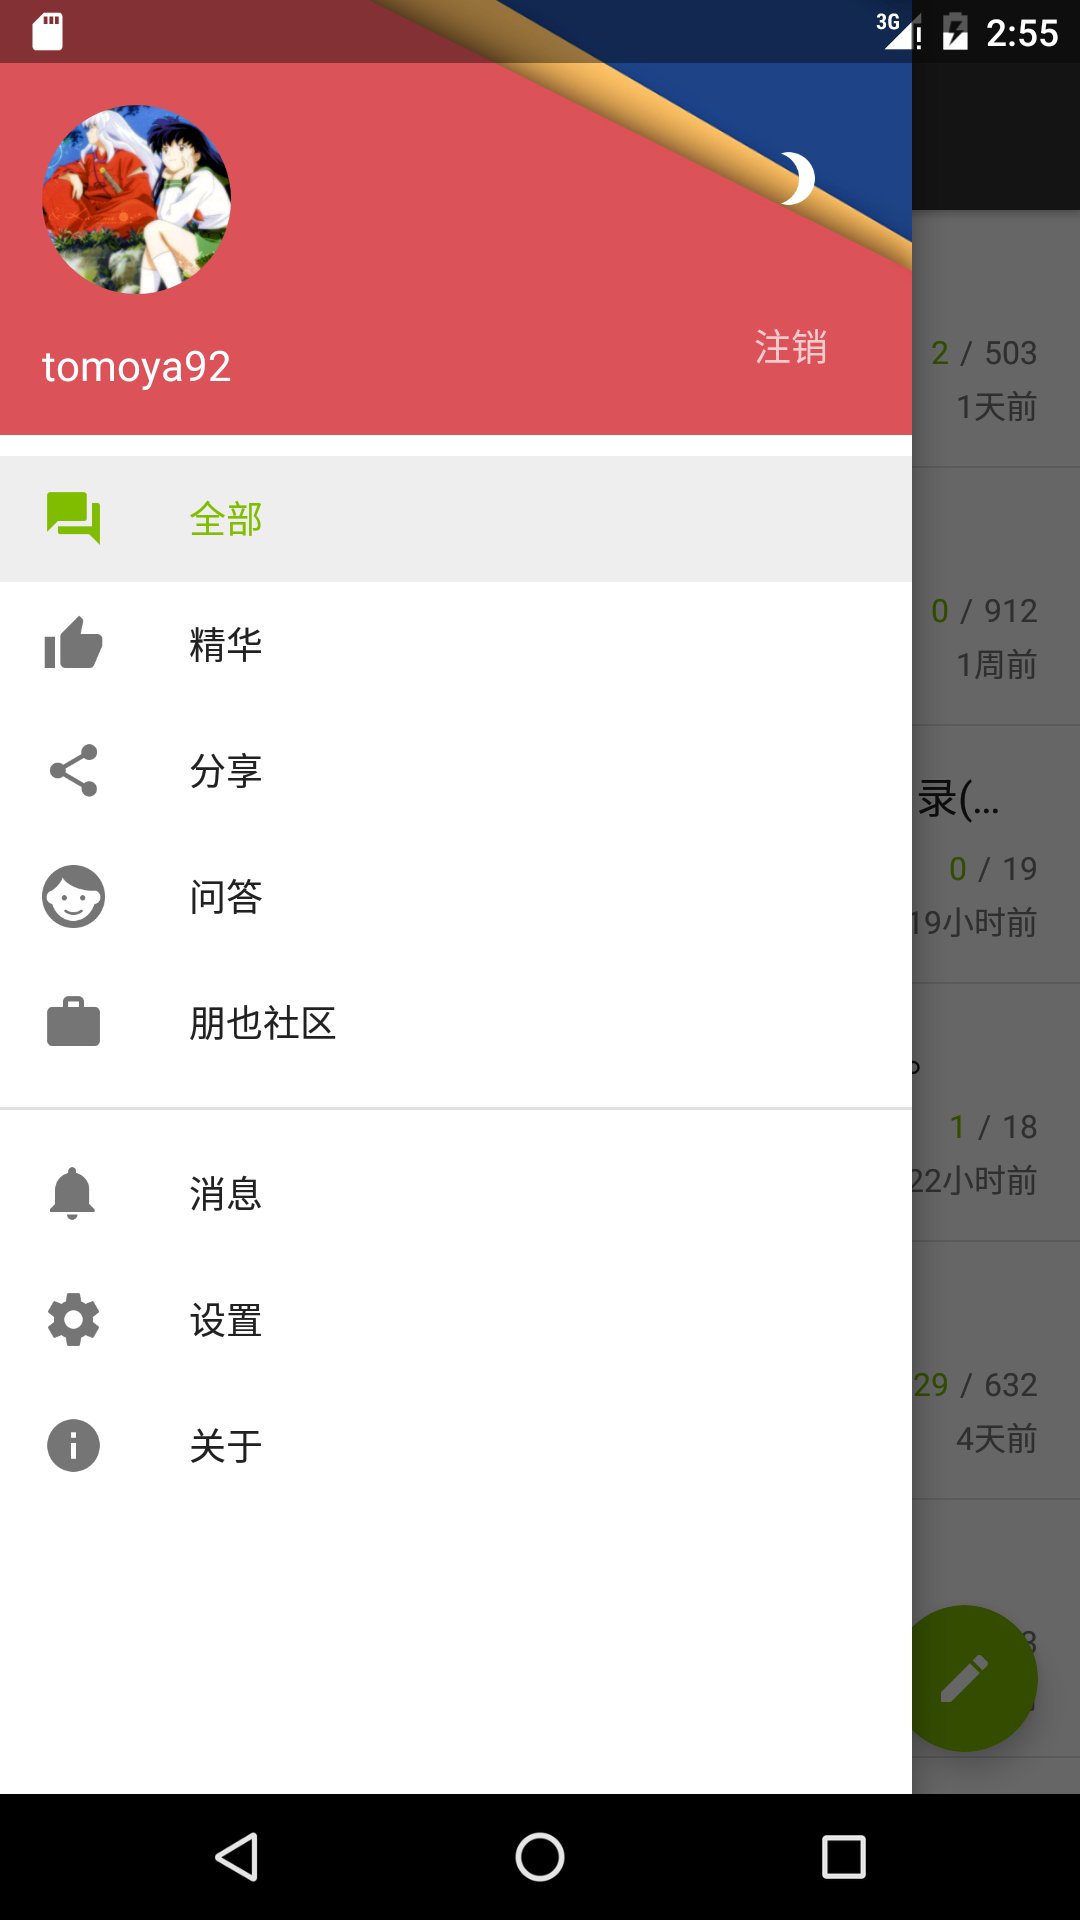 3G 2:55
tomoya92
注销
全部
精华
分享
问答
朋也社区
消息
设置
关于
2 / 503
1天前
0 / 912
1周前
录(...
0 / 19
19小时前
。
1 / 18
22小时前
29 / 632
4天前